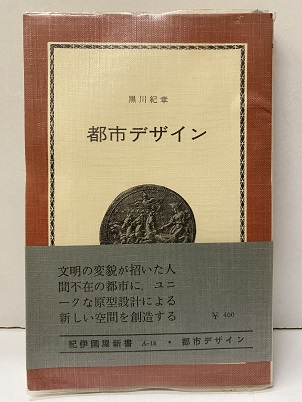 黒川紀章
都市デザイン
文明の変貌が招いた人
間不在の都市に，ユニ
ークな原型設計による
新しい空間を創造する
¥ 400
紀伊國屋新書 A-18 • 都市デザイン